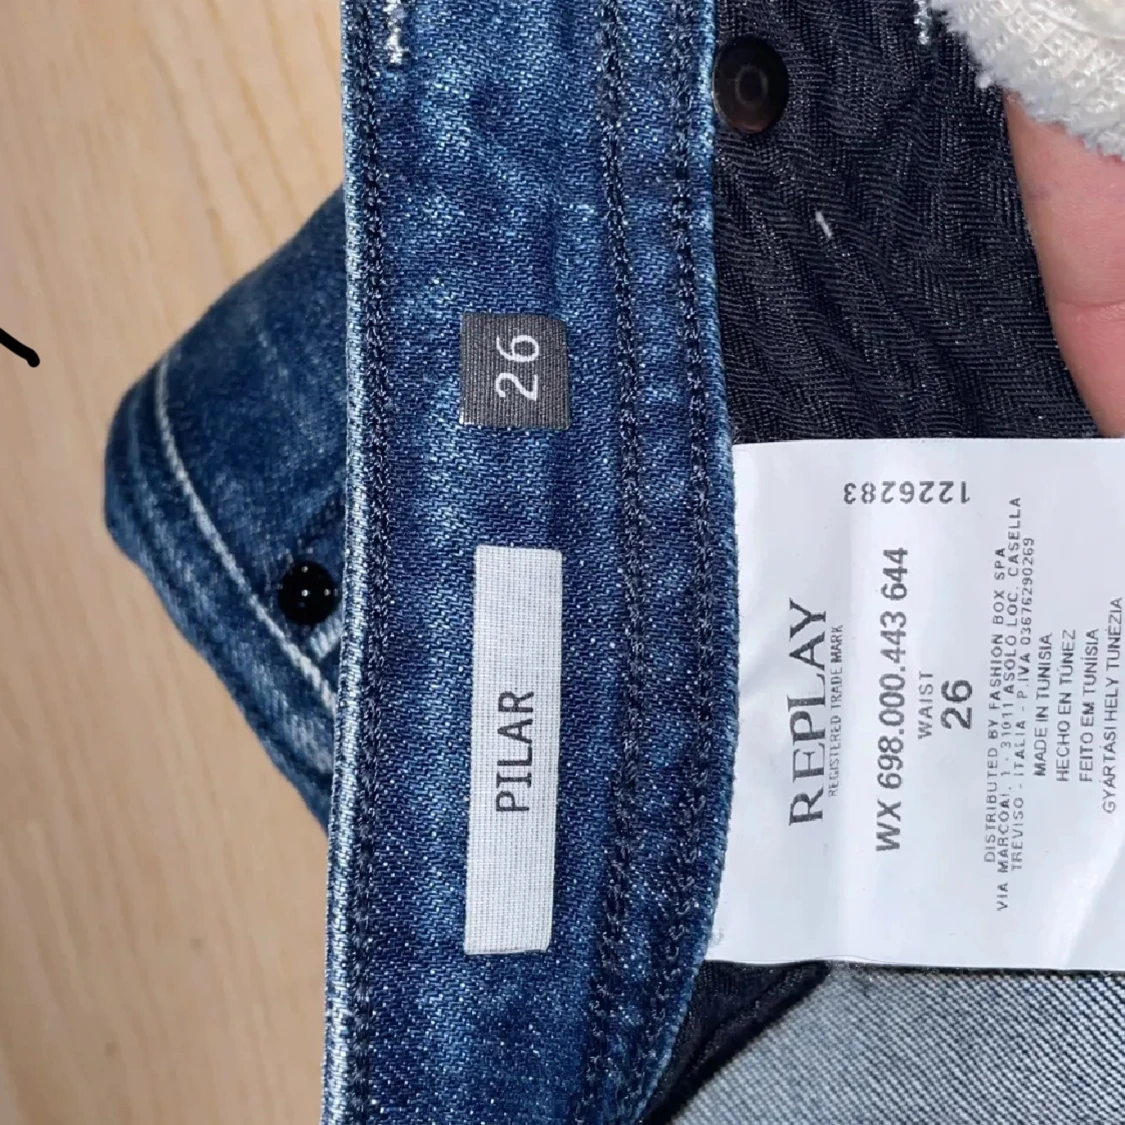 26
PILAR
1226283
REPLAY
REGISTERED TRADE MARK
WX 698.000.443 644
WAIST
26
DISTRIBUTED BY FASHION BOX SPA
VIA MARCOAI, 1 - 31011 ASOLO LOC. CASELLA
TREVISO - ITALIA - P.IVA 03676290269
MADE IN TUNISIA
HECHO EN TÚNEZ
FEITO EM TUNÍSIA
GYÁRTÁSI HELY TUNÉZIA